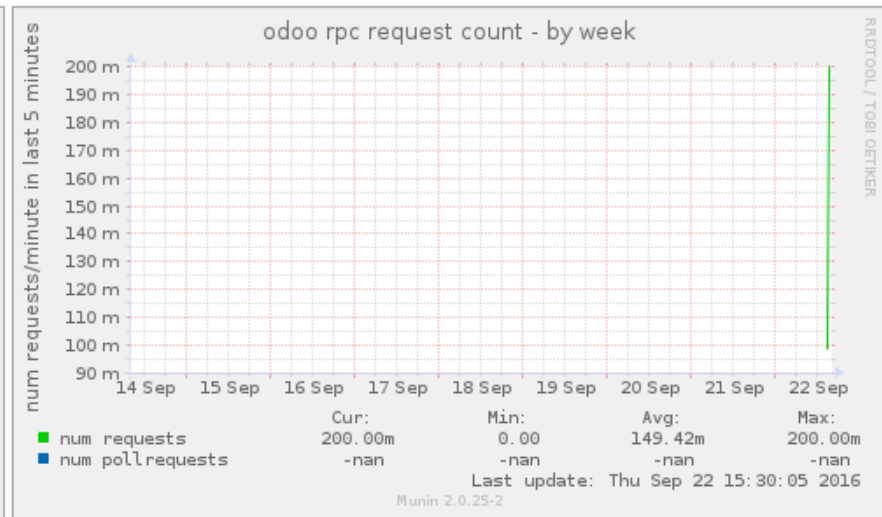 odoo rpc request count - by week
RRDTOOL / TOBI OETIKER
num requests/minute in last 5 minutes
200 m
190 m
180 m
170 m
160 m
150 m
140 m
130 m
120 m
110 m
100 m
90 m
14 Sep 15 Sep 16 Sep 17 Sep 18 Sep 19 Sep 20 Sep 21 Sep 22 Sep
Cur: Min: Avg: Max:
num requests 200.00m 0.00 149.42m 200.00m
num pollrequests -nan -nan -nan -nan
Last update: Thu Sep 22 15:30:05 2016
Munin 2.0.25-2